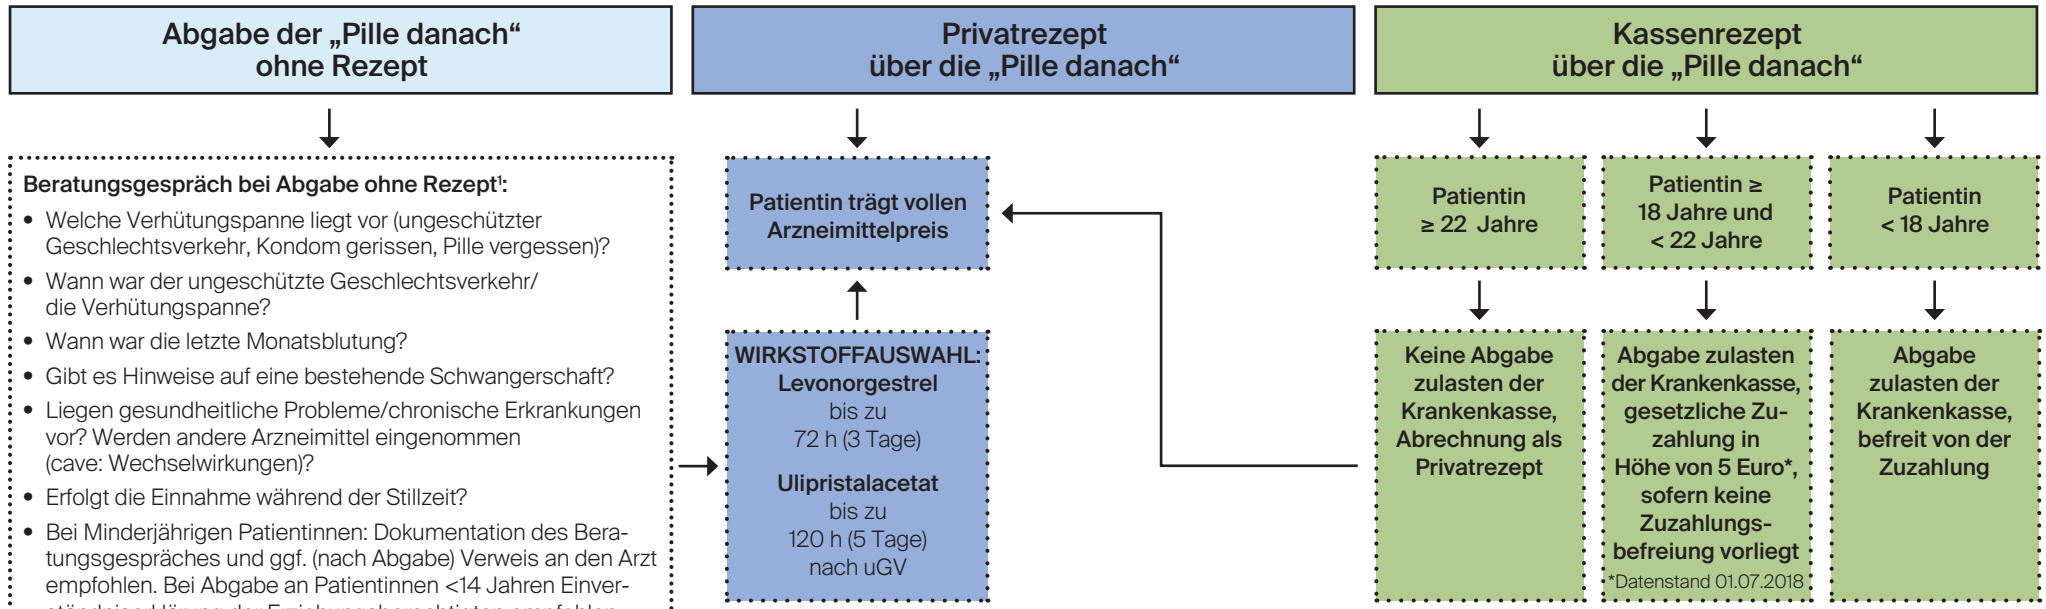 Abgabe der „Pille danach“
ohne Rezept
Beratungsgespräch bei Abgabe ohne Rezept¹:
• Welche Verhütungspanne liegt vor (ungeschützter
Geschlechtsverkehr, Kondom gerissen, Pille vergessen)?
• Wann war der ungeschützte Geschlechtsverkehr/
die Verhütungspanne?
• Wann war die letzte Monatsblutung?
• Gibt es Hinweise auf eine bestehende Schwangerschaft?
• Liegen gesundheitliche Probleme/chronische Erkrankungen
vor? Werden andere Arzneimittel eingenommen
(cave: Wechselwirkungen)?
• Erfolgt die Einnahme während der Stillzeit?
• Bei Minderjährigen Patientinnen: Dokumentation des Bera-
tungsgespräches und ggf. (nach Abgabe) Verweis an den Arzt
empfohlen. Bei Abgabe an Patientinnen <14 Jahren Einver-
ständniserklärung der Erziehungsberechtigten empfohlen
Privatrezept
über die „Pille danach“
Patientin trägt vollen
Arzneimittelpreis
WIRKSTOFFAUSWAHL:
Levonorgestrel
bis zu
72 h (3 Tage)
Ulipristalacetat
bis zu
120 h (5 Tage)
nach uGV
Kassenrezept
über die „Pille danach“
Patientin
≥ 22 Jahre
Keine Abgabe
zulasten der
Krankenkasse,
Abrechnung als
Privatrezept
Patientin ≥
18 Jahre und
< 22 Jahre
Abgabe zulasten
der Krankenkasse,
gesetzliche Zu-
zahlung in
Höhe von 5 Euro*,
sofern keine
Zuzahlungs-
befreiung vorliegt
*Datenstand 01.07.2018
Patientin
< 18 Jahre
Abgabe
zulasten der
Krankenkasse,
befreit von der
Zuzahlung